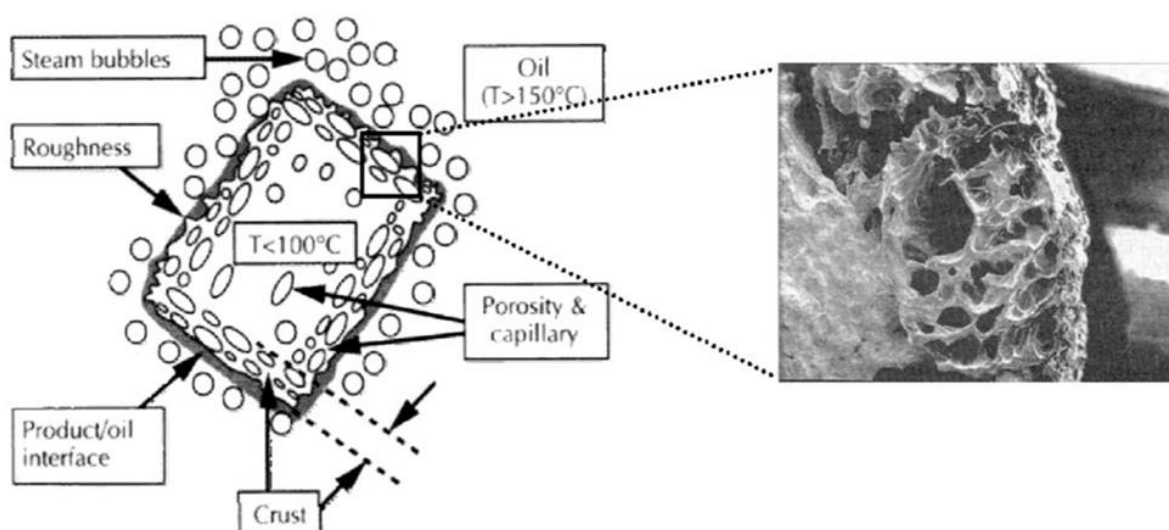 Steam bubbles
Oil
(T>150°C)
Roughness
T<100°C
Porosity &
capillary
Product/oil
interface
Crust